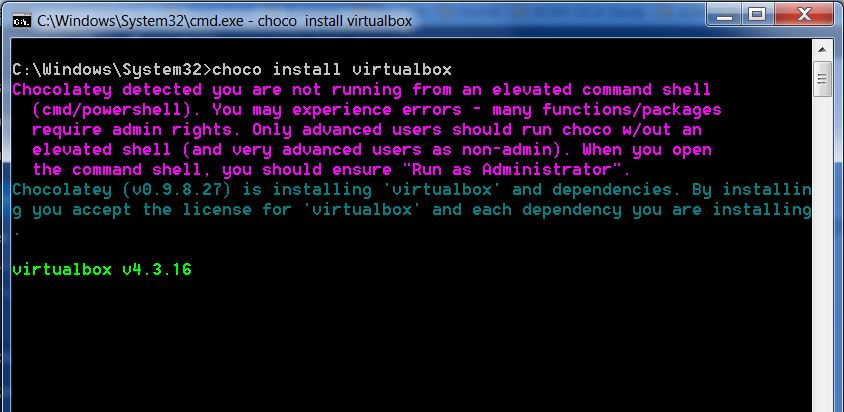 C:\Windows\System32\cmd.exe - choco  install virtualbox
C:\Windows\System32>choco install virtualbox
Chocolatey detected you are not running from an elevated command shell
(cmd/powershell). You may experience errors - many functions/packages
require admin rights. Only advanced users should run choco w/out an
elevated shell (and very advanced users as non-admin). When you open
the command shell, you should ensure "Run as Administrator".
Chocolatey (v0.9.8.27) is installing 'virtualbox' and dependencies. By installin
g you accept the license for 'virtualbox' and each dependency you are installing
.
virtualbox v4.3.16